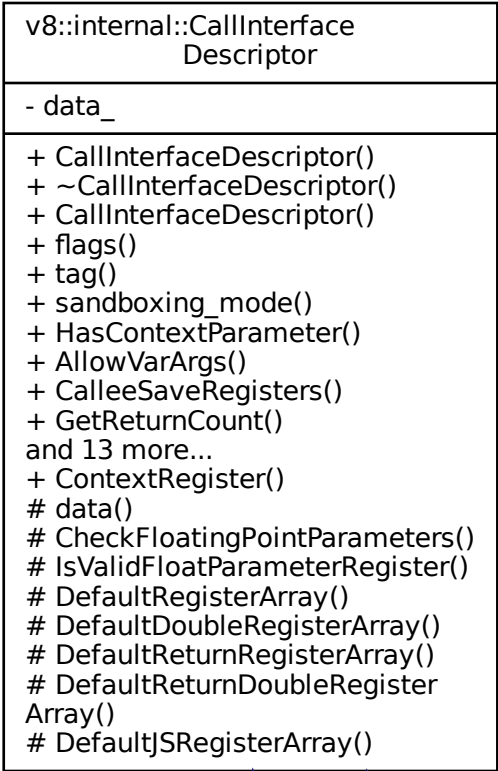 v8::internal::CallInterface
Descriptor
- data_
+ CallInterfaceDescriptor()
+ ~CallInterfaceDescriptor()
+ CallInterfaceDescriptor()
+ flags()
+ tag()
+ sandboxing_mode()
+ HasContextParameter()
+ AllowVarArgs()
+ CalleeSaveRegisters()
+ GetReturnCount()
and 13 more...
+ ContextRegister()
# data()
# CheckFloatingPointParameters()
# IsValidFloatParameterRegister()
# DefaultRegisterArray()
# DefaultDoubleRegisterArray()
# DefaultReturnRegisterArray()
# DefaultReturnDoubleRegister
Array()
# DefaultJSRegisterArray()